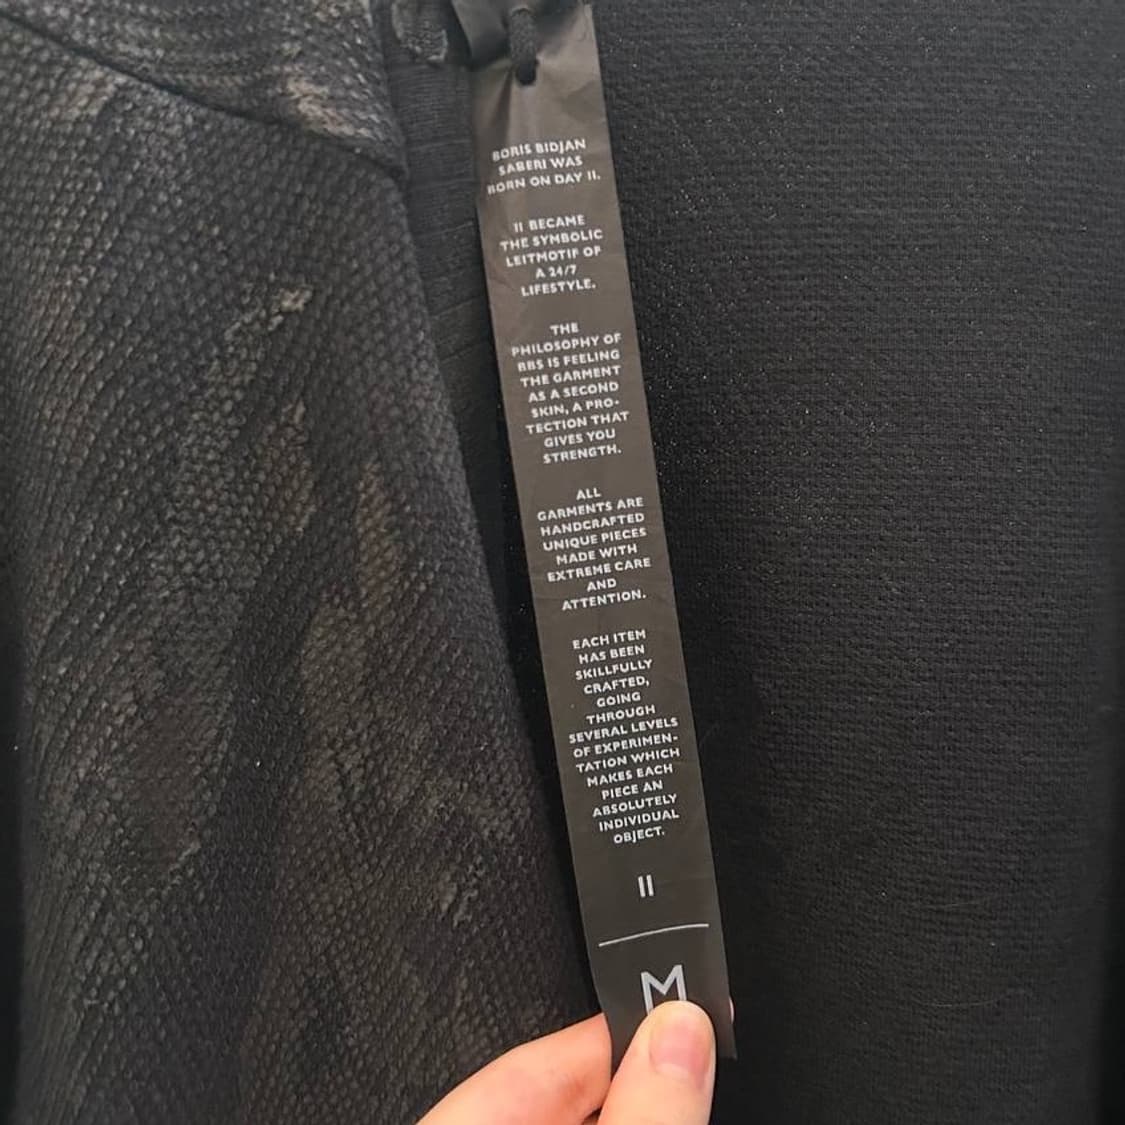 BORIS BIDJAN
SABERI WAS
BORN ON DAY 11.
11 BECAME
THE SYMBOLIC
LEITMOTIF OF
A 24/7
LIFESTYLE.
THE
PHILOSOPHY OF
BBS IS FEELING
THE GARMENT
AS A SECOND
SKIN, A PRO-
TECTION THAT
GIVES YOU
STRENGTH.
ALL
GARMENTS ARE
HANDCRAFTED
UNIQUE PIECES
MADE WITH
EXTREME CARE
AND
ATTENTION.
EACH ITEM
HAS BEEN
SKILLFULLY
CRAFTED,
GOING
THROUGH
SEVERAL LEVELS
OF EXPERIMEN-
TATION WHICH
MAKES EACH
PIECE AN
ABSOLUTELY
INDIVIDUAL
OBJECT.
11
M